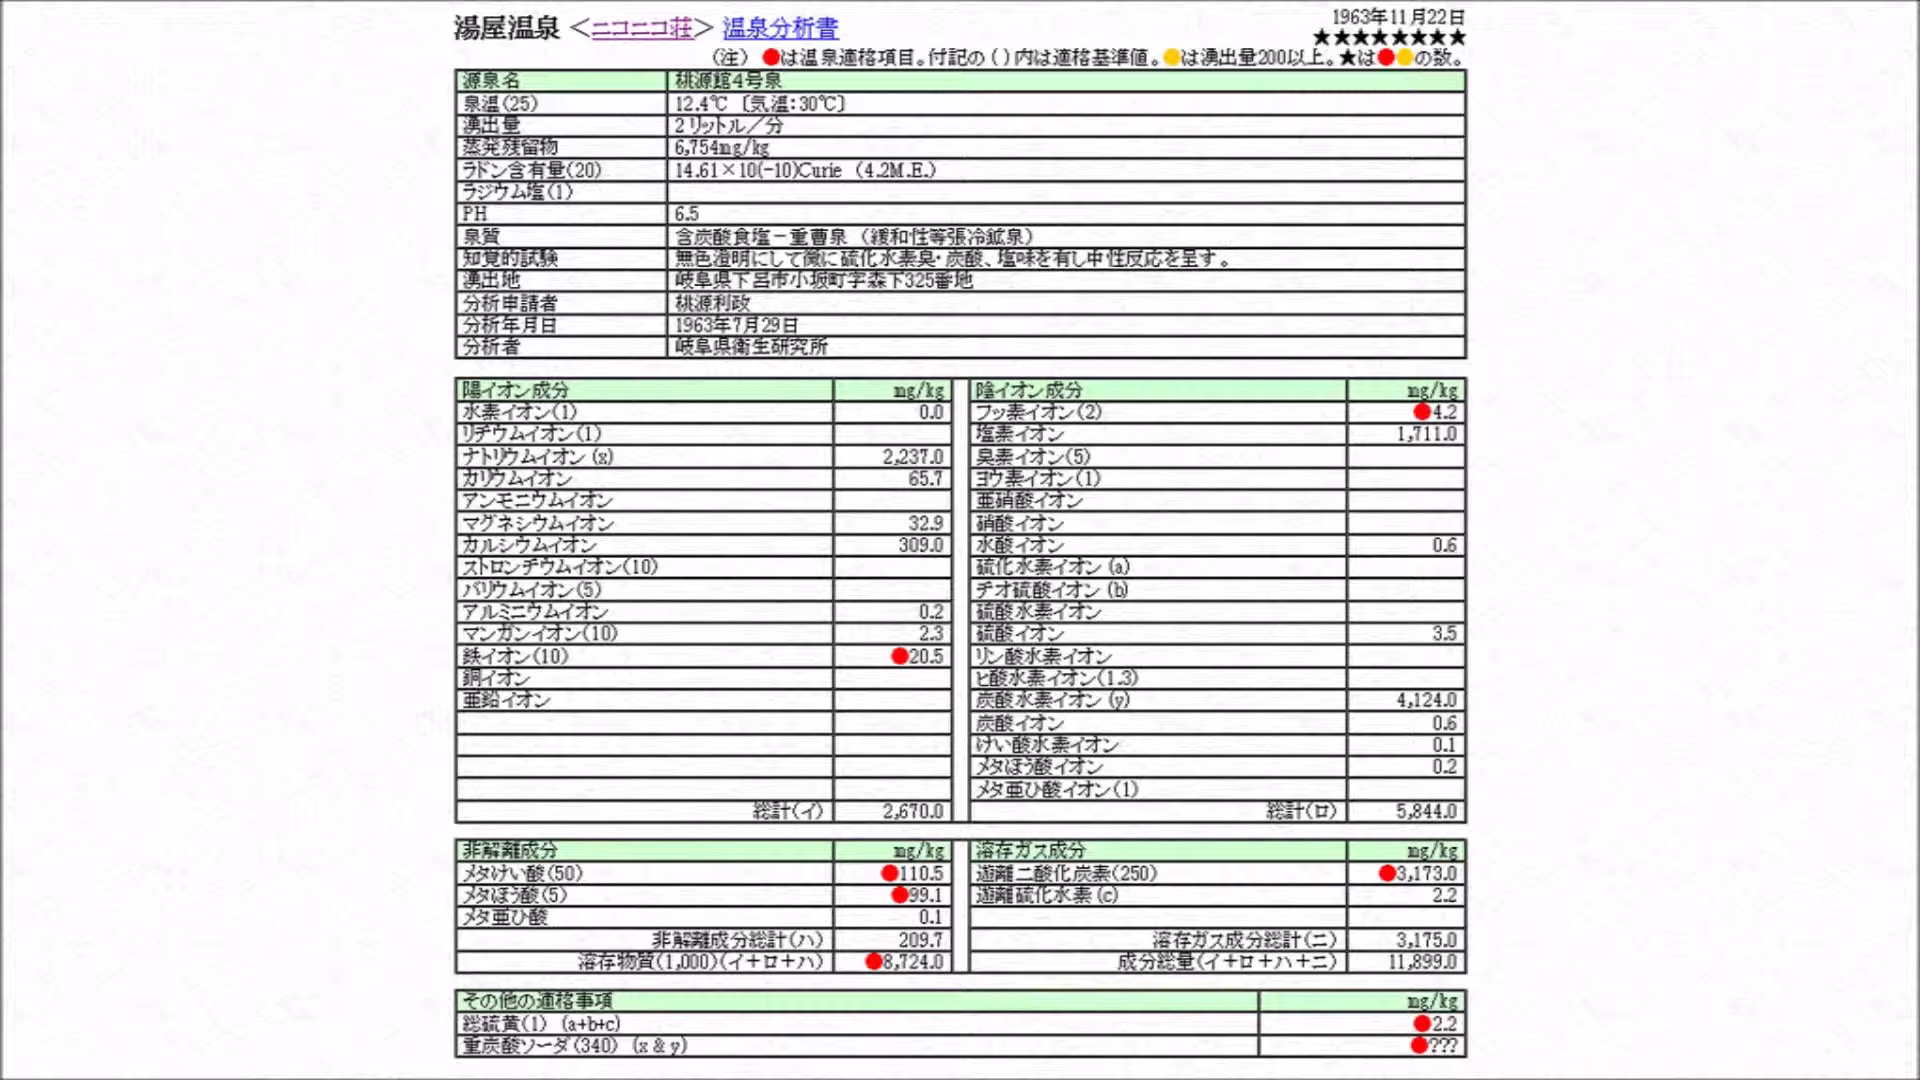 湯屋温泉 ＜ニコニコ荘＞ 温泉分析書
1963年11月22日
★★★★★★★★
（注） ●は温泉適格項目。付記の ( ) 内は適格基準値。●は湧出量200以上。★は●●の数。
源泉名 桃源館4号泉
泉温(25) 12.4℃ 〔気温：30℃〕
湧出量 2リットル／分
蒸発残留物 6,754mg/kg
ラドン含有量(20) 14.61×10(-10)Curie （4.2M.E.）
ラジウム塩(1)
PH 6.5
泉質 含炭酸食塩－重曹泉 （緩和性等張冷鉱泉）
知覚的試験 無色澄明にして微に硫化水素臭・炭酸、塩味を有し中性反応を呈す。
湧出地 岐阜県下呂市小坂町字森下325番地
分析申請者 桃源利政
分析年月日 1963年7月29日
分析者 岐阜県衛生研究所
陽イオン成分 mg/kg 陰イオン成分 mg/kg
水素イオン(1) 0.0 フッ素イオン(2) ●4.2
リチウムイオン(1) 塩素イオン 1,711.0
ナトリウムイオン (x) 2,237.0 臭素イオン(5)
カリウムイオン 65.7 ヨウ素イオン(1)
アンモニウムイオン 亜硝酸イオン
マグネシウムイオン 32.9 硝酸イオン
カルシウムイオン 309.0 水酸イオン 0.6
ストロンチウムイオン(10) 硫化水素イオン (a)
バリウムイオン(5) チオ硫酸イオン (b)
アルミニウムイオン 0.2 硫酸水素イオン
マンガンイオン(10) 2.3 硫酸イオン 3.5
鉄イオン(10) ●20.5 リン酸水素イオン
銅イオン ヒ酸水素イオン(1.3)
亜鉛イオン 炭酸水素イオン (y) 4,124.0
炭酸イオン 0.6
けい酸水素イオン 0.1
メタほう酸イオン 0.2
メタ亜ひ酸イオン(1)
総計(イ) 2,670.0 総計(ロ) 5,844.0
非解離成分 mg/kg 溶存ガス成分 mg/kg
メタけい酸(50) ●110.5 遊離二酸化炭素(250) ●3,173.0
メタほう酸(5) ●99.1 遊離硫化水素 (c) 2.2
メタ亜ひ酸 0.1
非解離成分総計(ハ) 209.7 溶存ガス成分総計(ニ) 3,175.0
溶存物質(1,000)(イ＋ロ＋ハ) ●8,724.0 成分総量(イ＋ロ＋ハ＋ニ) 11,899.0
その他の適格事項 mg/kg
総硫黄(1) (a+b+c) ●2.2
重炭酸ソーダ(340) (x & y) ●???